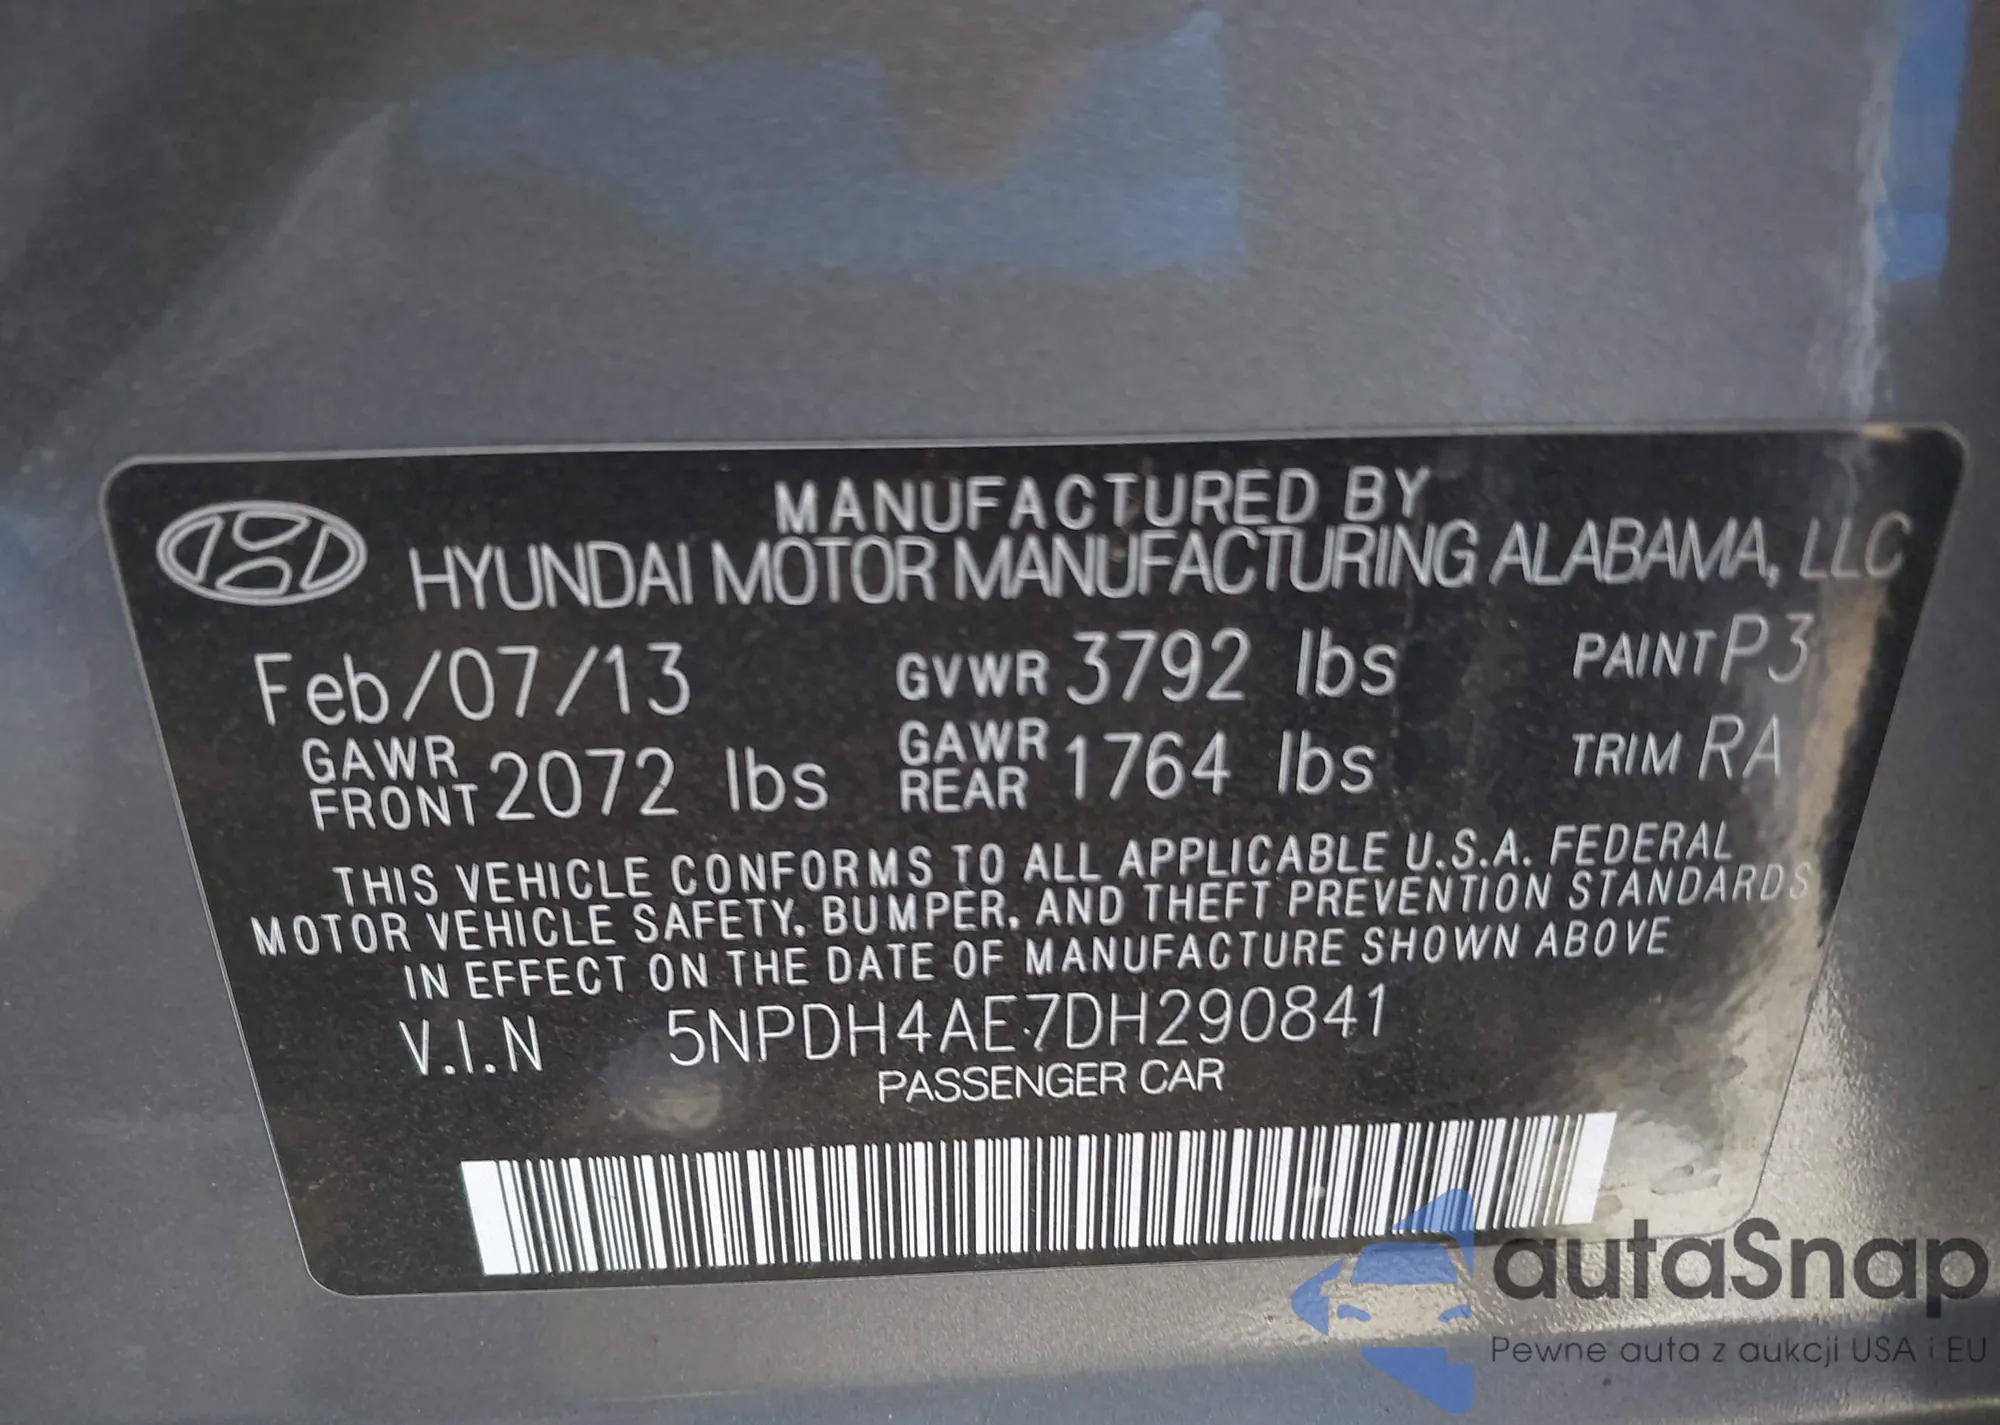 MANUFACTURED BY
HYUNDAI MOTOR MANUFACTURING ALABAMA, LLC
Feb/07/13 GVWR 3792 lbs PAINT P3
GAWR FRONT 2072 lbs GAWR REAR 1764 lbs TRIM RA
THIS VEHICLE CONFORMS TO ALL APPLICABLE U.S.A. FEDERAL
MOTOR VEHICLE SAFETY, BUMPER, AND THEFT PREVENTION STANDARDS
IN EFFECT ON THE DATE OF MANUFACTURE SHOWN ABOVE
V.I.N 5NPDH4AE7DH290841
PASSENGER CAR
autaSnap
Pewne auta z aukcji USA i EU